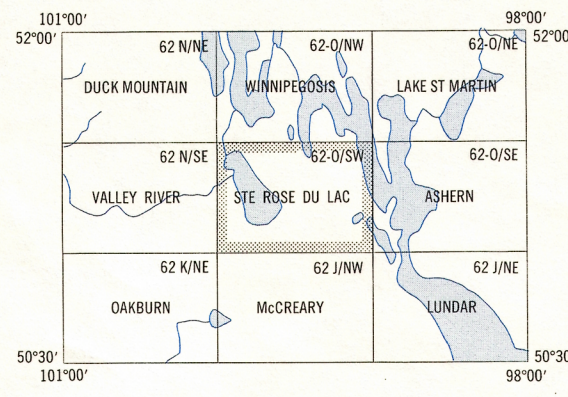 101°00' 98°00'
52°00' 52°00'
62 N/NE 62-O/NW 62-O/NE
DUCK MOUNTAIN WINNIPEGOSIS LAKE ST MARTIN
62 N/SE 62-O/SW 62-O/SE
VALLEY RIVER STE ROSE DU LAC ASHERN
62 K/NE 62 J/NW 62 J/NE
OAKBURN McCREARY LUNDAR
50°30' 50°30'
101°00' 98°00'